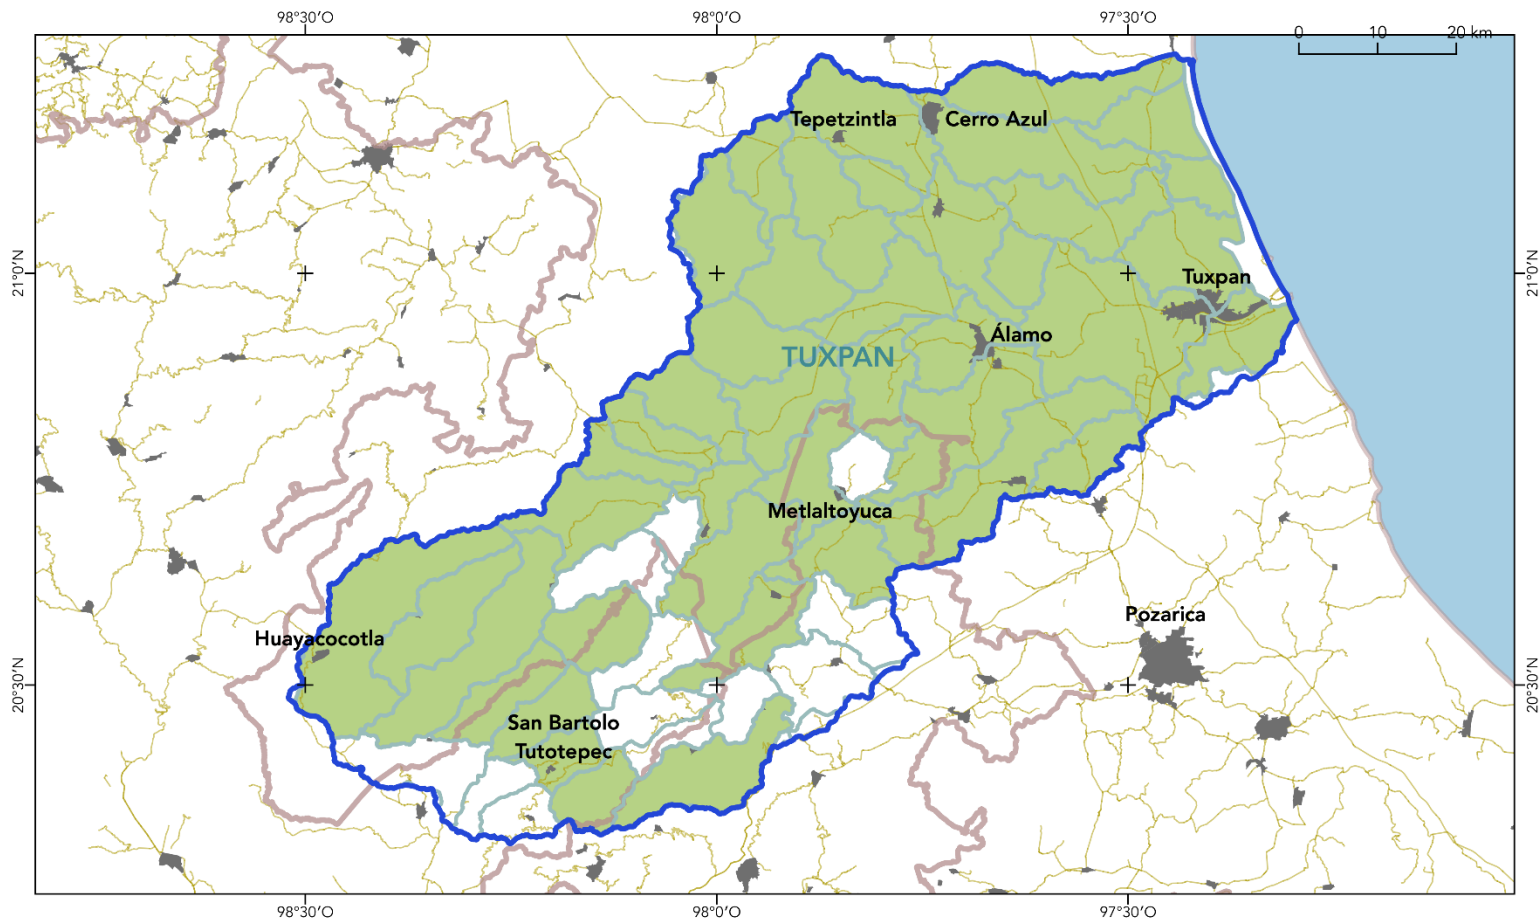 98°30'O
98°0'O
97°30'O
0
10
20 km
Tepetzintla
Cerro Azul
21°0'N
21°0'N
Tuxpan
Álamo
TUXPAN
Metlaltoyuca
Pozarica
Huayacocotla
20°30'N
20°30'N
San Bartolo
Tutotepec
98°30'O
98°0'O
97°30'O